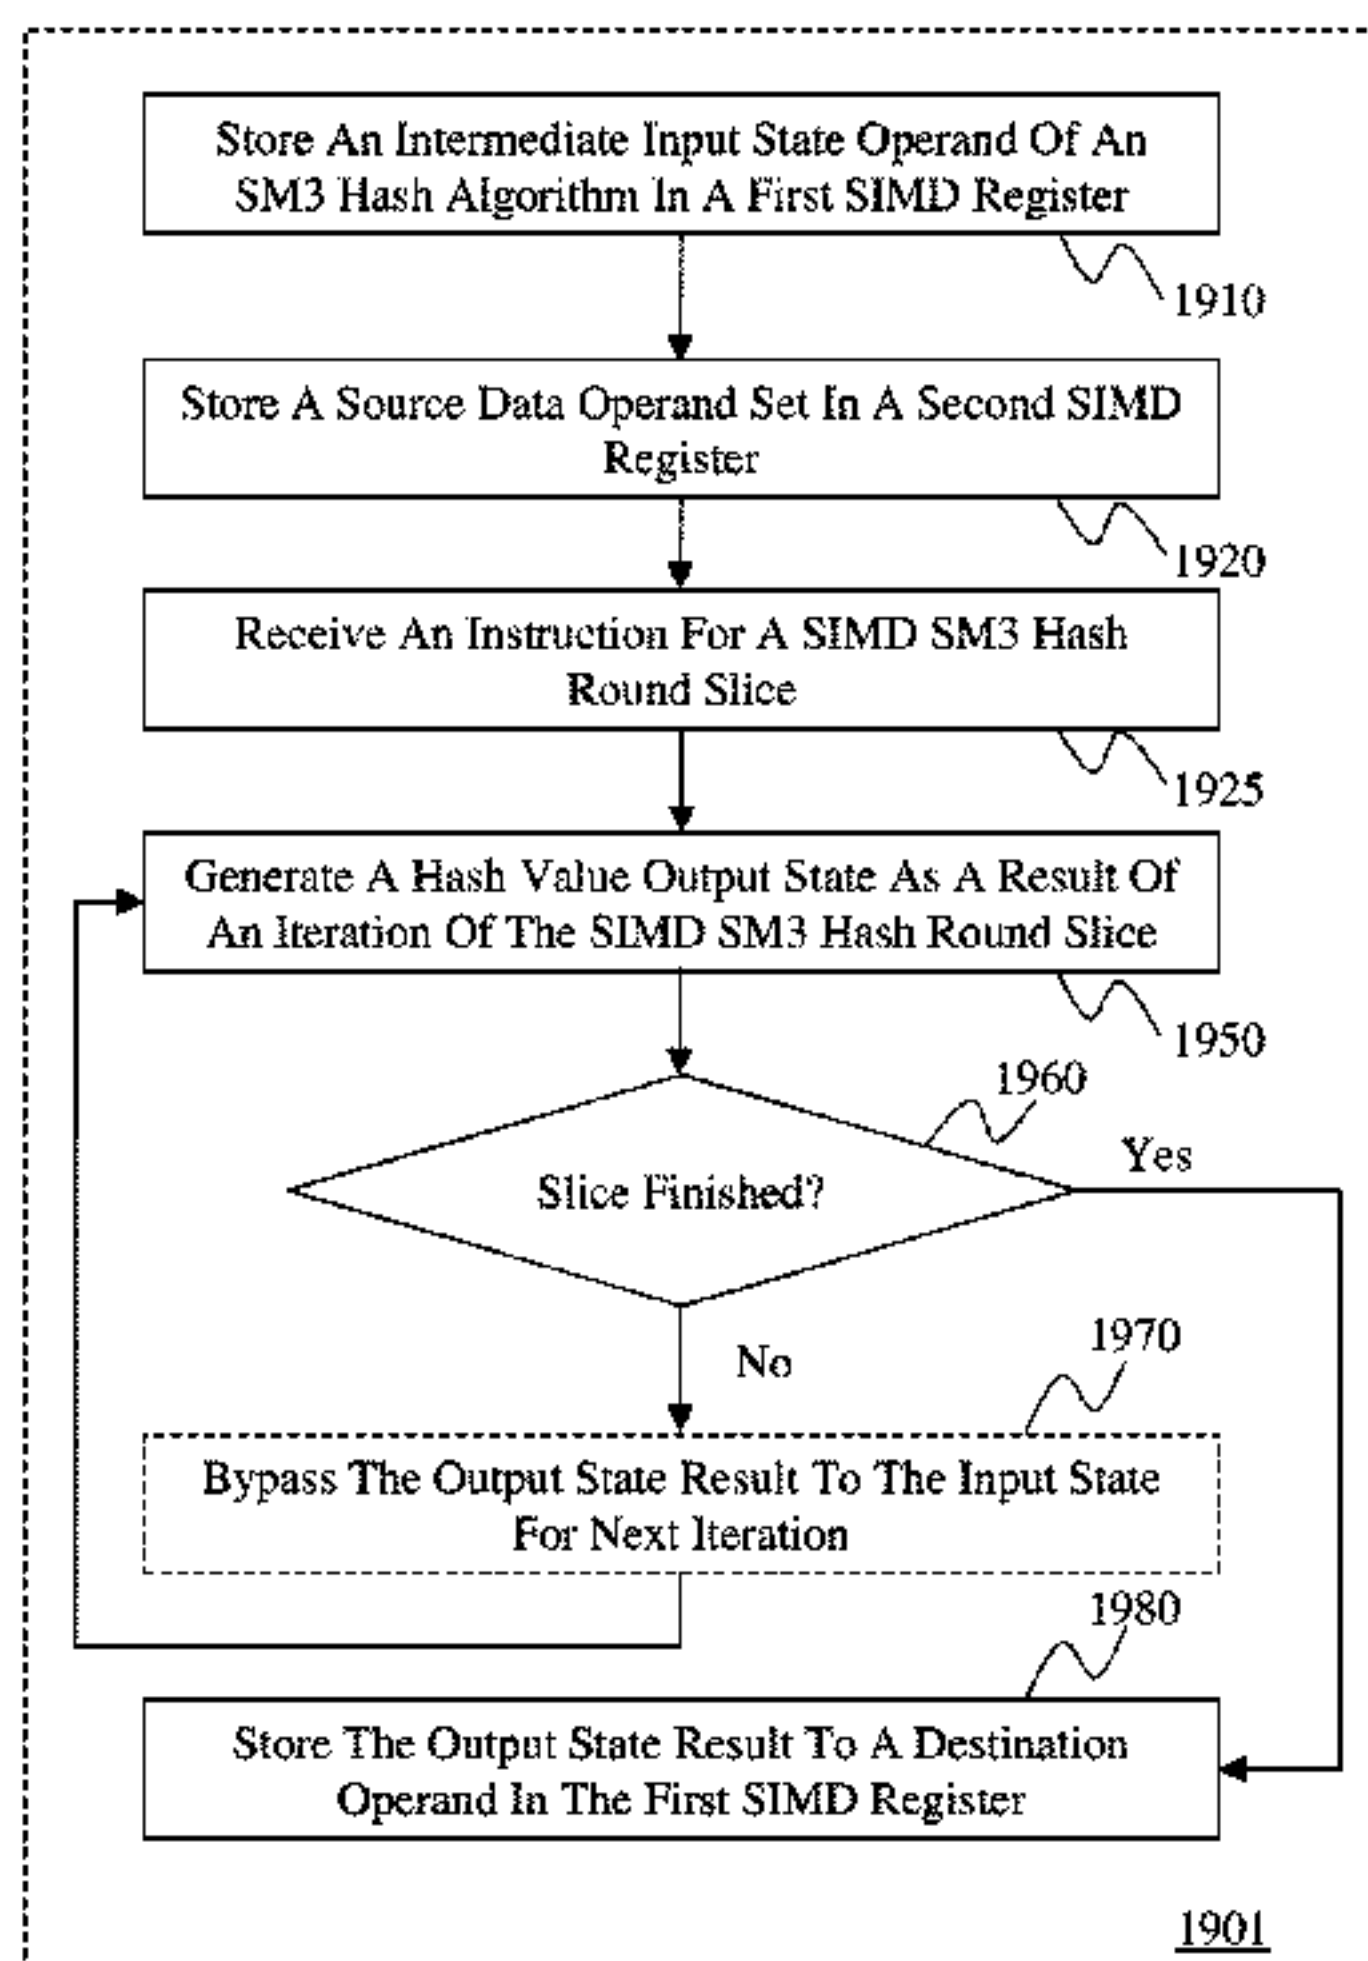 Store An Intermediate Input State Operand Of An
SM3 Hash Algorithm In A First SIMD Register
1910
Store A Source Data Operand Set In A Second SIMD
Register
1920
Receive An Instruction For A SIMD SM3 Hash
Round Slice
1925
Generate A Hash Value Output State As A Result Of
An Iteration Of The SIMD SM3 Hash Round Slice
1950
1960
Yes
Slice Finished?
No
1970
Bypass The Output State Result To The Input State
For Next Iteration
1980
Store The Output State Result To A Destination
Operand In The First SIMD Register
1901